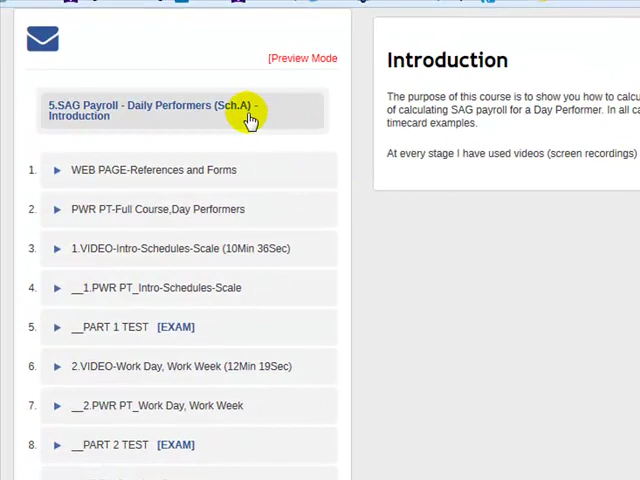 [Preview Mode
5.SAG Payroll - Daily Performers (Sch.A) -
Introduction
1. WEB PAGE-References and Forms
2. PWR PT-Full Course,Day Performers
3. 1.VIDEO-Intro-Schedules-Scale (10Min 36Sec)
4. __1.PWR PT_Intro-Schedules-Scale
5. __PART 1 TEST [EXAM]
6. 2.VIDEO-Work Day, Work Week (12Min 19Sec)
7. __2.PWR PT_Work Day, Work Week
8. __PART 2 TEST [EXAM]
Introduction
The purpose of this course is to show you how to calcu
of calculating SAG payroll for a Day Performer. In all ca
timecard examples.
At every stage I have used videos (screen recordings)